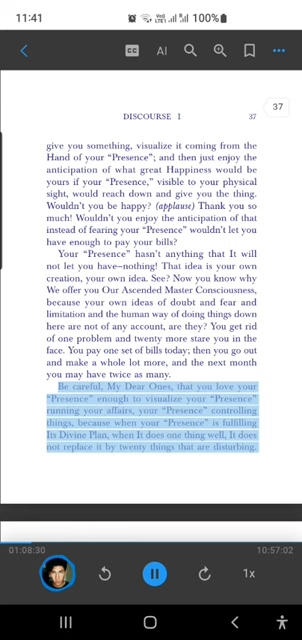 11:41
100%
CC AI
37
DISCOURSE I 37
give you something, visualize it coming from the
Hand of your “Presence”; and then just enjoy the
anticipation of what great Happiness would be
yours if your “Presence,” visible to your physical
sight, would reach down and give you the thing.
Wouldn’t you be happy? (applause) Thank you so
much! Wouldn’t you enjoy the anticipation of that
instead of fearing your “Presence” wouldn’t let you
have enough to pay your bills?
Your “Presence” hasn’t anything that It will
not let you have—nothing! That idea is your own
creation, your own idea. See? Now you know why
We offer you Our Ascended Master Consciousness,
because your own ideas of doubt and fear and
limitation and the human way of doing things down
here are not of any account, are they? You get rid
of one problem and twenty more stare you in the
face. You pay one set of bills today; then you go out
and make a whole lot more, and the next month
you may have twice as many.
Be careful, My Dear Ones, that you love your
“Presence” enough to visualize your “Presence”
running your affairs, your “Presence” controlling
things, because when your “Presence” is fulfilling
Its Divine Plan, when It does one thing well, It does
not replace it by twenty things that are disturbing.
01:08:30 10:57:02
1x